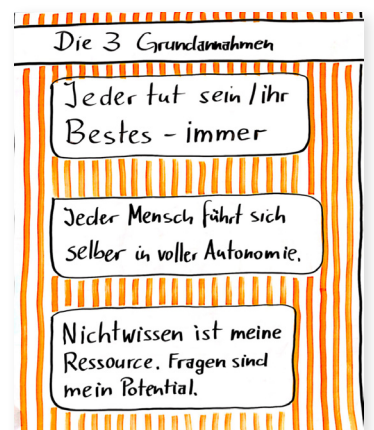 Die 3 Grundannahmen
Jeder tut sein/ihr
Bestes - immer
Jeder Mensch führt sich
selber in voller Autonomie.
Nichtwissen ist meine
Ressource. Fragen sind
mein Potential.